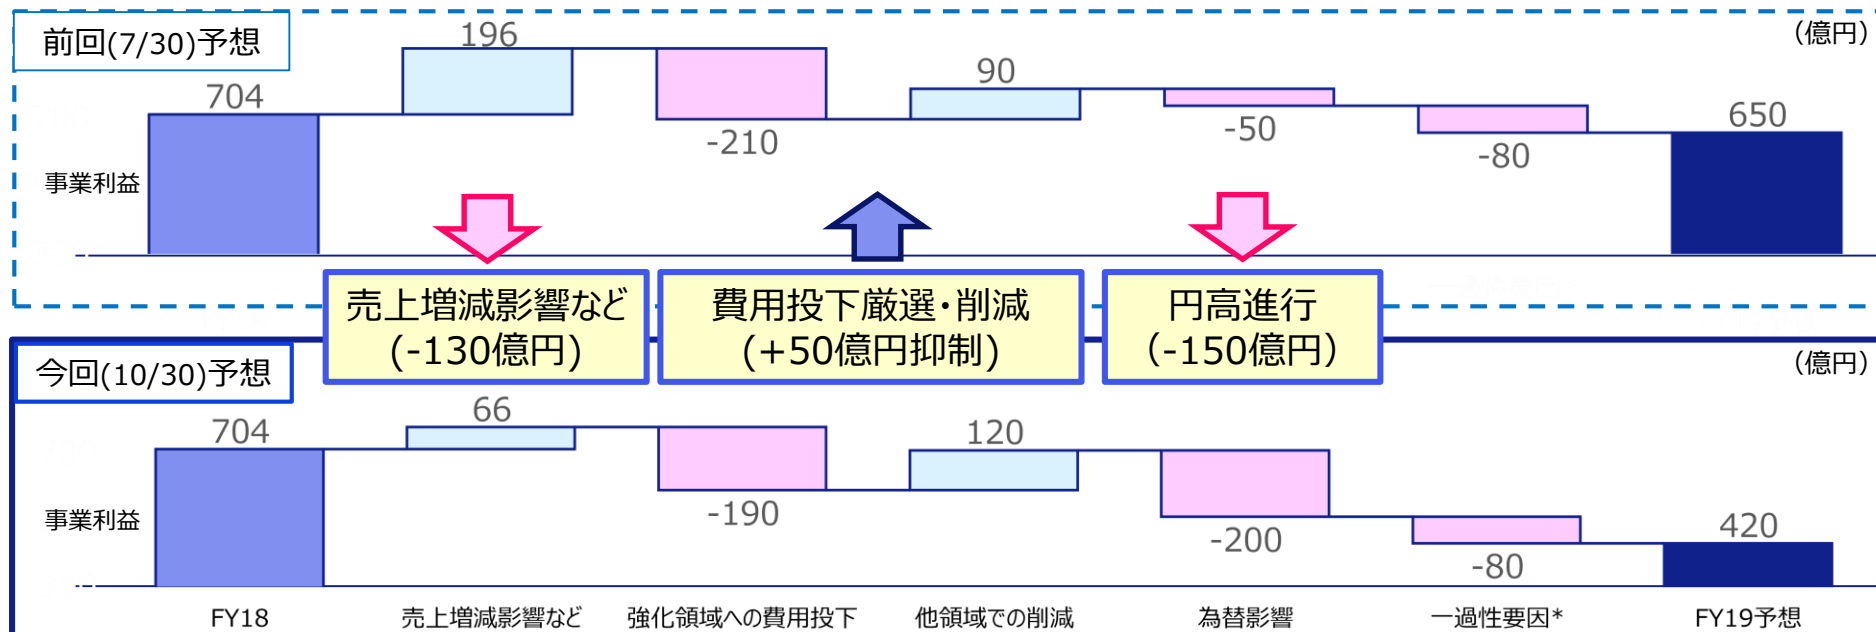 前回(7/30)予想
(億円)
704
196
-210
90
-50
-80
650
事業利益
売上増減影響など
(-130億円)
費用投下厳選・削減
(+50億円抑制)
円高進行
(-150億円)
今回(10/30)予想
(億円)
704
66
-190
120
-200
-80
420
事業利益
FY18
売上増減影響など
強化領域への費用投下
他領域での削減
為替影響
一過性要因*
FY19予想